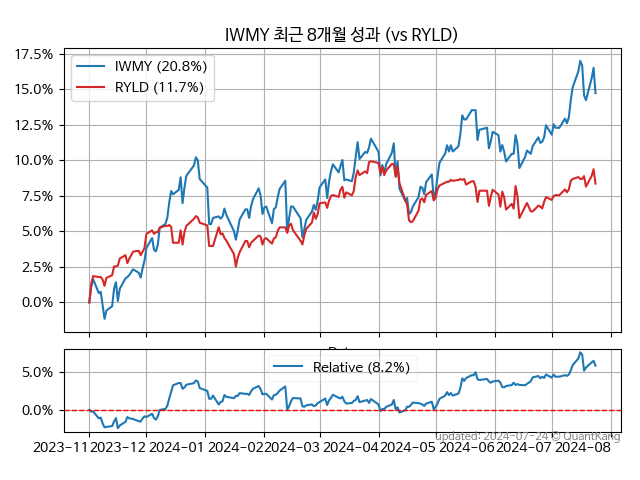 IWMY 최근 8개월 성과 (vs RYLD)
17.5%
15.0%
12.5%
10.0%
7.5%
5.0%
2.5%
0.0%
IWMY (20.8%)
RYLD (11.7%)
5.0%
0.0%
Relative (8.2%)
updated: 2024-07-24 © QuantKang
2023-11 2023-12 2024-01 2024-02 2024-03 2024-04 2024-05 2024-06 2024-07 2024-08